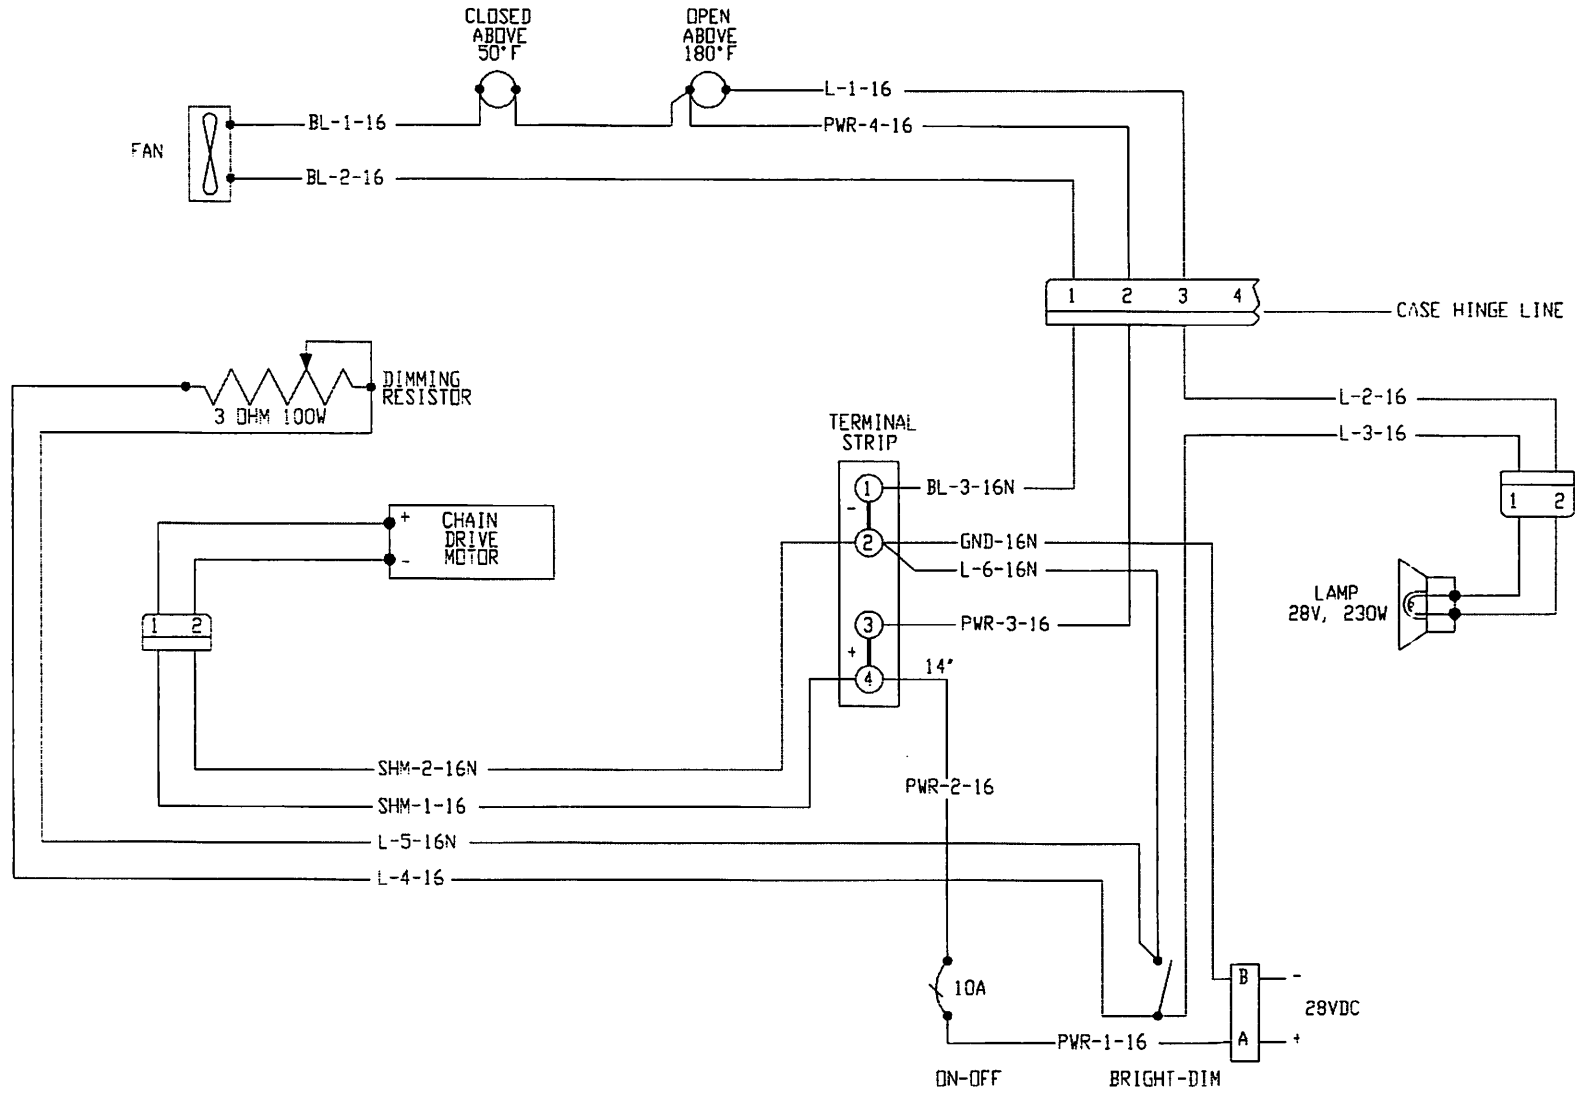 CLOSED
ABOVE
50°F
OPEN
ABOVE
180°F
L-1-16
BL-1-16
PWR-4-16
FAN
BL-2-16
1 2 3 4
CASE HINGE LINE
DIMMING
RESISTOR
3 OHM 100W
L-2-16
L-3-16
TERMINAL
STRIP
1
-
2
3
+
4
BL-3-16N
GND-16N
L-6-16N
PWR-3-16
14"
1 2
+
-
CHAIN
DRIVE
MOTOR
LAMP
28V, 230W
1 2
SHM-2-16N
SHM-1-16
PWR-2-16
L-5-16N
L-4-16
10A
B
-
28VDC
A
+
PWR-1-16
ON-OFF
BRIGHT-DIM